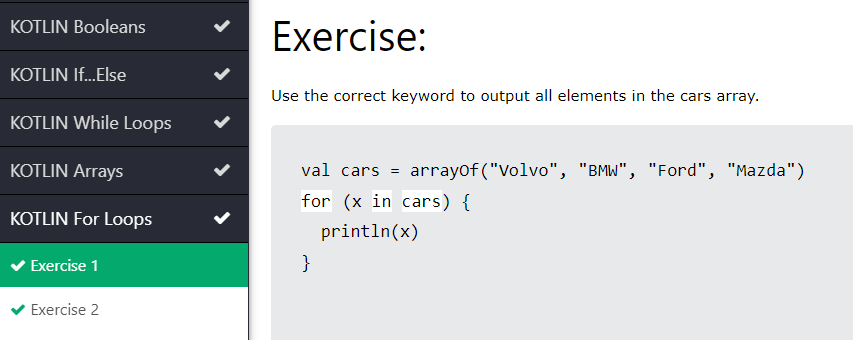 KOTLIN Booleans
KOTLIN If...Else
KOTLIN While Loops
KOTLIN Arrays
KOTLIN For Loops
Exercise 1
Exercise 2
Exercise:
Use the correct keyword to output all elements in the cars array.
val cars = arrayOf("Volvo", "BMW", "Ford", "Mazda")
for (x in cars) {
  println(x)
}